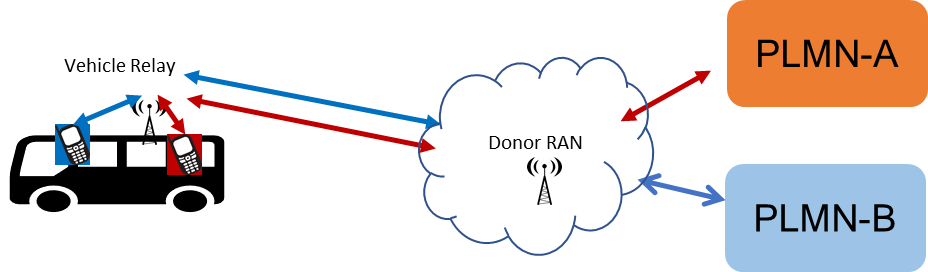 Vehicle Relay
Donor RAN
PLMN-A
PLMN-B